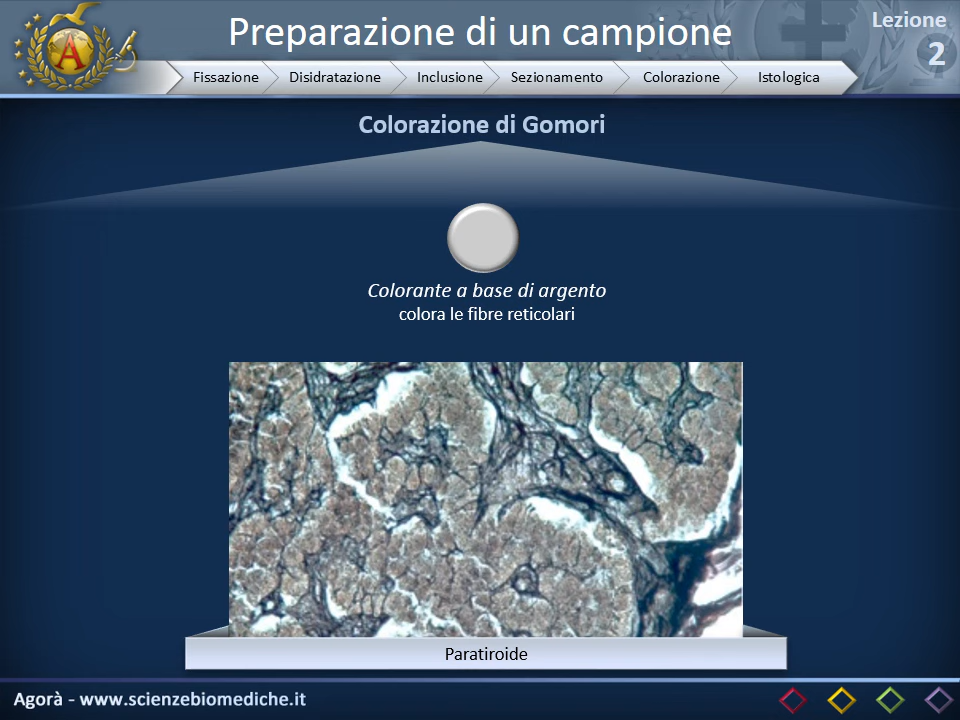 Preparazione di un campione
Lezione
2
Fissazione
Disidratazione
Inclusione
Sezionamento
Colorazione
Istologica
Colorazione di Gomori
Colorante a base di argento
colora le fibre reticolari
Paratiroide
Agorà - www.scienzebiomediche.it
A